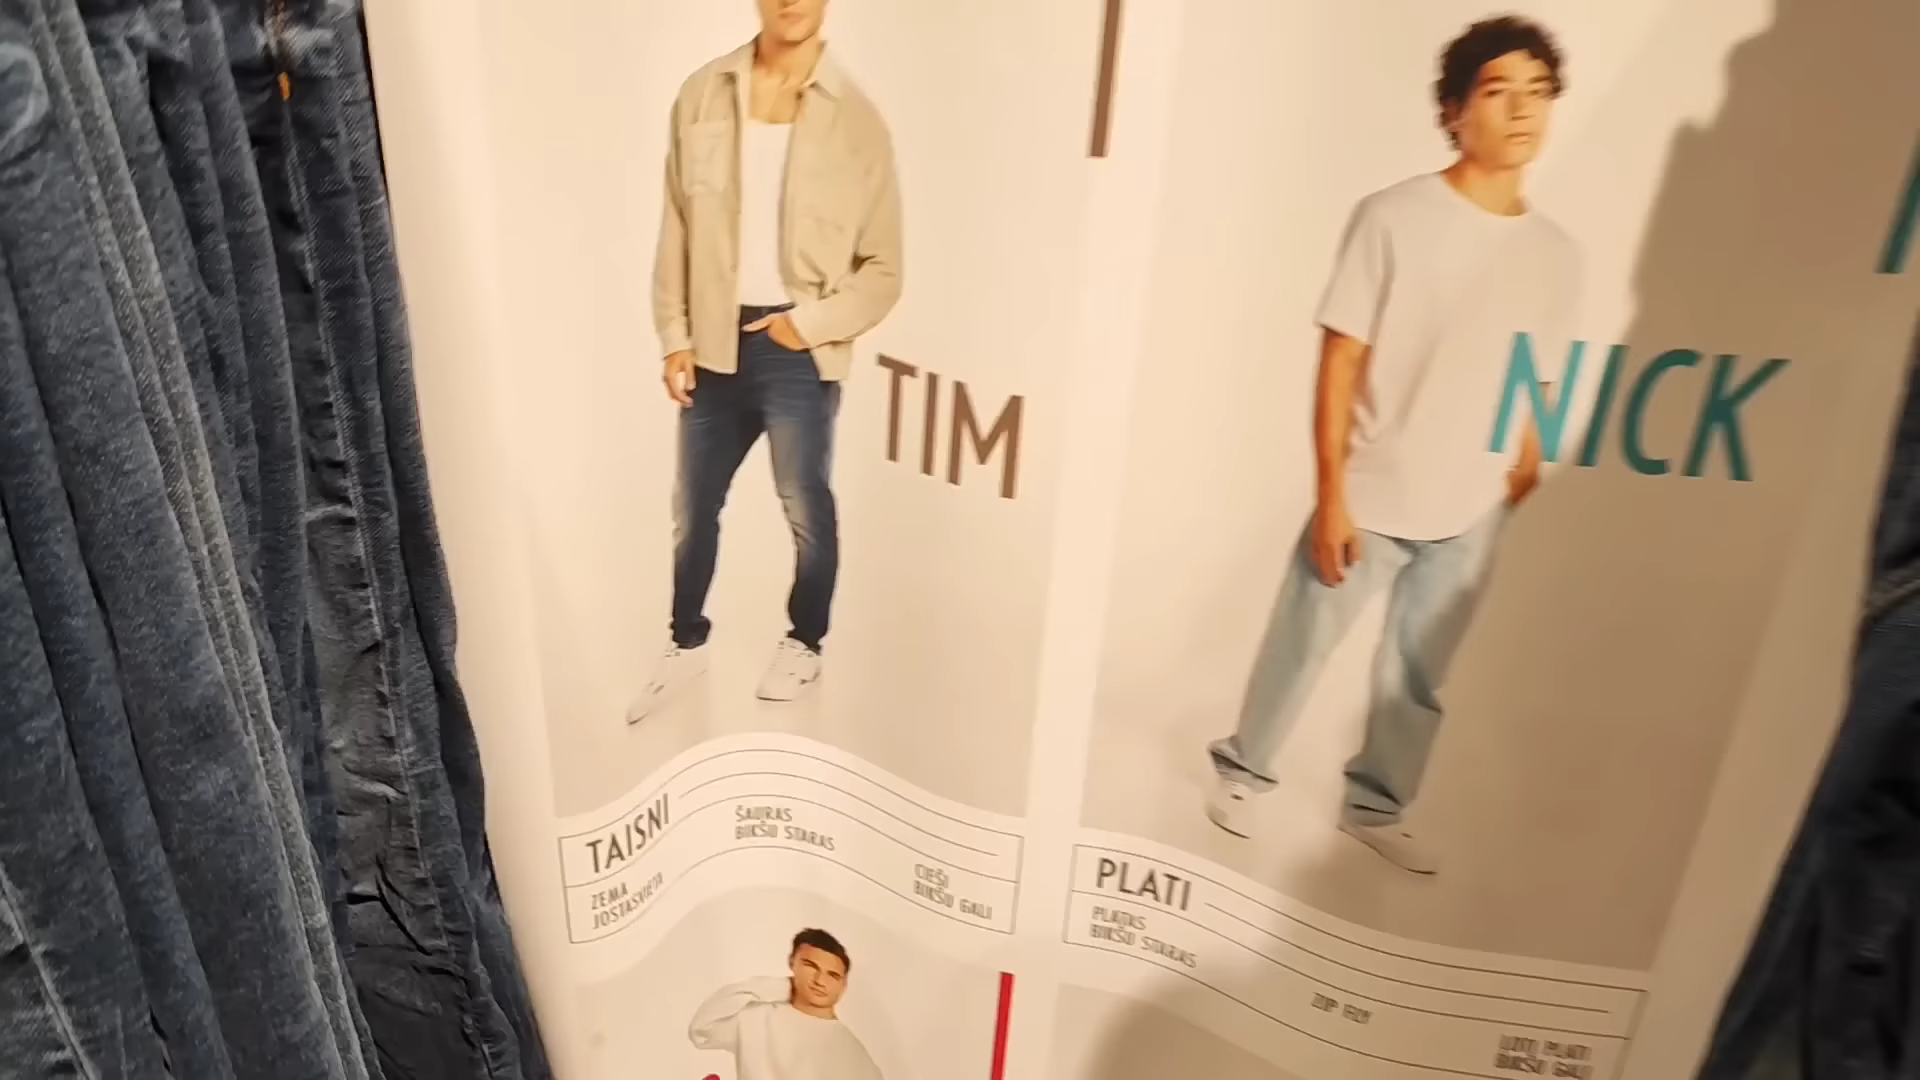 TIM
NICK
TAISNI
ŠAURAS
BIKŠU STARAS
ZEMA
JOSTASVIETA
CIEŠI
BIKŠU GALI
PLATI
PLATAS
BIKŠU STARAS
ZIP FLY
ĻOTI PLATI
BIKŠU GALI